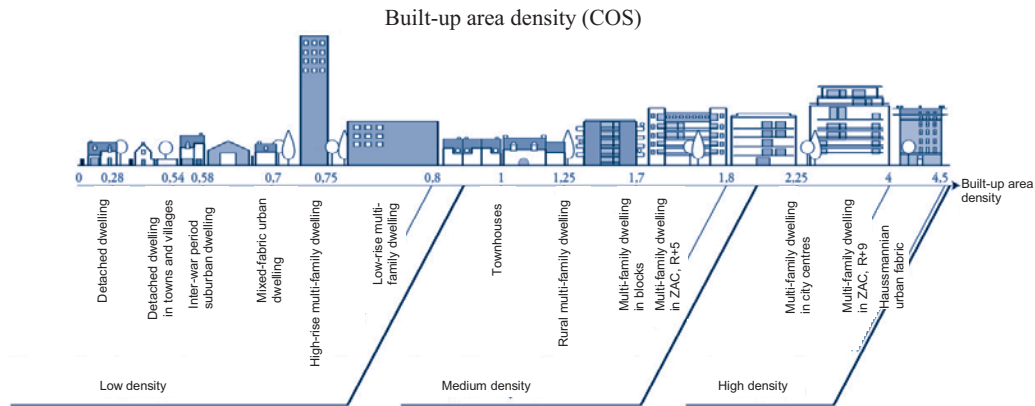 Built-up area density (COS)
0 0.28 0.54 0.58 0,7 0.75 0,8 1 1.25 1,7 1.8 2.25 4 4.5
Built-up area
density
Detached dwelling
Detached dwelling
in towns and villages
Inter-war period
suburban dwelling
Mixed-fabric urban
dwelling
High-rise multi-family dwelling
Low-rise multi-
family dwelling
Townhouses
Rural multi-family dwelling
Multi-family dwelling
in blocks
Multi-family dwelling
in ZAC, R+5
Multi-family dwelling
in city centres
Multi-family dwelling
in ZAC, R+9
Haussmannian
urban fabric
Low density
Medium density
High density